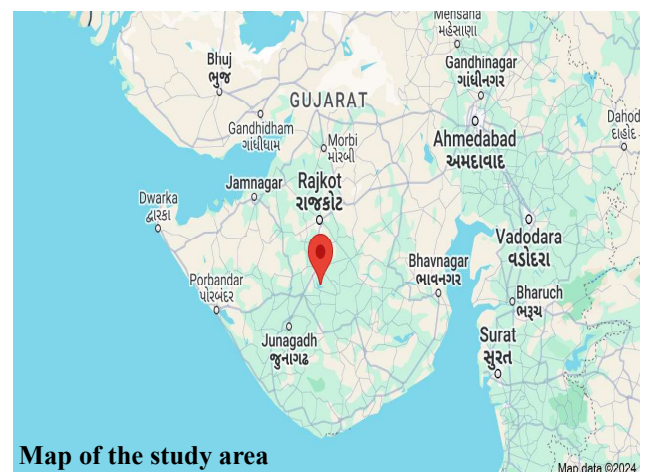 Mehsana
મહેસાણા
Bhuj
ભુજ
Gandhinagar
ગાંધીનગર
GUJARAT
Gandhidham
ગાંધીધામ
Morbi
મોરબી
Ahmedabad
અમદાવાદ
Dahod
દાહોદ
Jamnagar
Rajkot
રાજકોટ
Dwarka
દ્વારકા
Vadodara
વડોદરા
Bhavnagar
ભાવનગર
Porbandar
પોરબંદર
Bharuch
ભરૂચ
Junagadh
જુનાગઢ
Surat
સુરત
Map of the study area
Map data ©2024